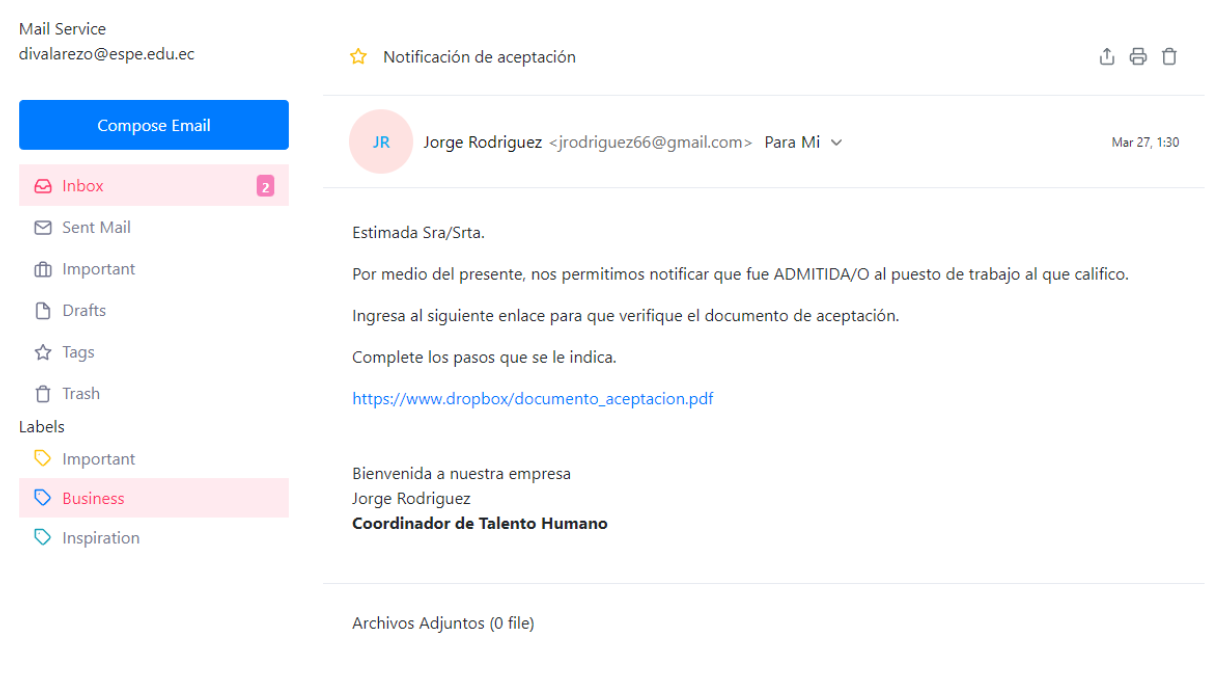 Mail Service
divalarezo@espe.edu.ec
Compose Email
Inbox
2
Sent Mail
Important
Drafts
Tags
Trash
Labels
Important
Business
Inspiration
Notificación de aceptación
JR
Jorge Rodriguez <jrodriguez66@gmail.com> Para Mi
Mar 27, 1:30
Estimada Sra/Srta.
Por medio del presente, nos permitimos notificar que fue ADMITIDA/O al puesto de trabajo al que califico.
Ingresa al siguiente enlace para que verifique el documento de aceptación.
Complete los pasos que se le indica.
https://www.dropbox/documento_aceptacion.pdf
Bienvenida a nuestra empresa
Jorge Rodriguez
Coordinador de Talento Humano
Archivos Adjuntos (0 file)